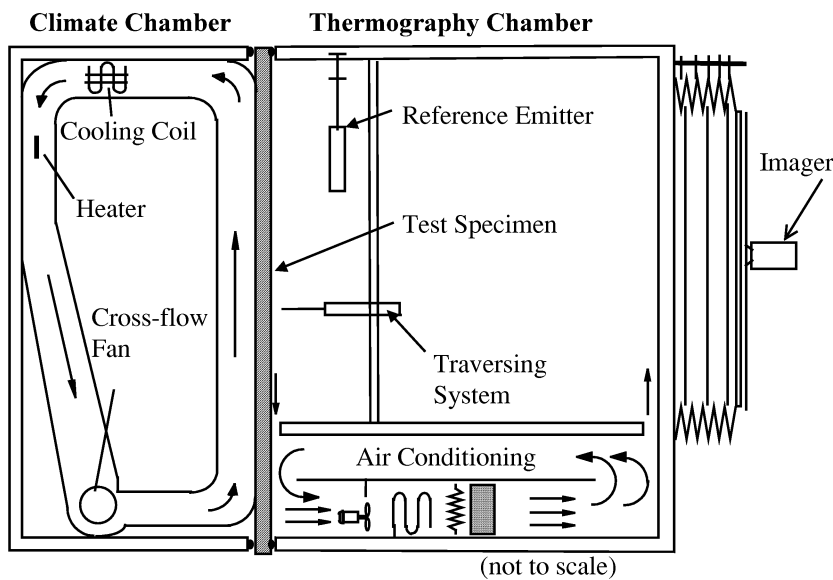 Climate Chamber
Thermography Chamber
Cooling Coil
Reference Emitter
Imager
Heater
Test Specimen
Cross-flow
Fan
Traversing
System
Air Conditioning
(not to scale)